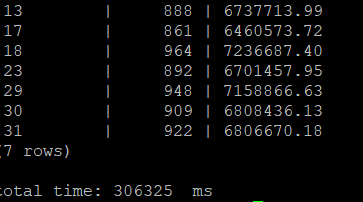 13 | 888 | 6737713.99
17 | 861 | 6460573.72
18 | 964 | 7236687.40
23 | 892 | 6701457.95
29 | 948 | 7158866.63
30 | 909 | 6808436.13
31 | 922 | 6806670.18
(7 rows)
total time: 306325 ms